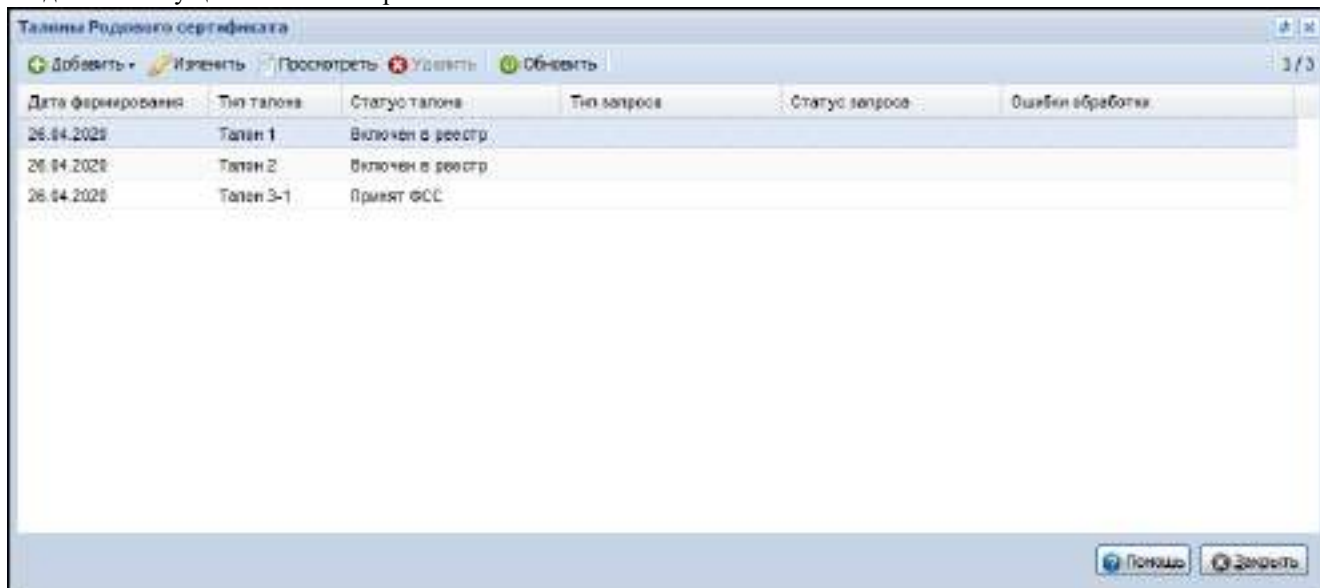 Талоны Родового сертификата
Добавить Изменить Просмотреть Удалить Обновить 3/3
Дата формирования Тип талона Статус талона Тип запроса Статус запроса Ошибки обработки
26.04.2020 Талон 1 Включен в реестр
26.04.2020 Талон 2 Включен в реестр
26.04.2020 Талон 3-1 Принят ФСС
Помощь Закрыть